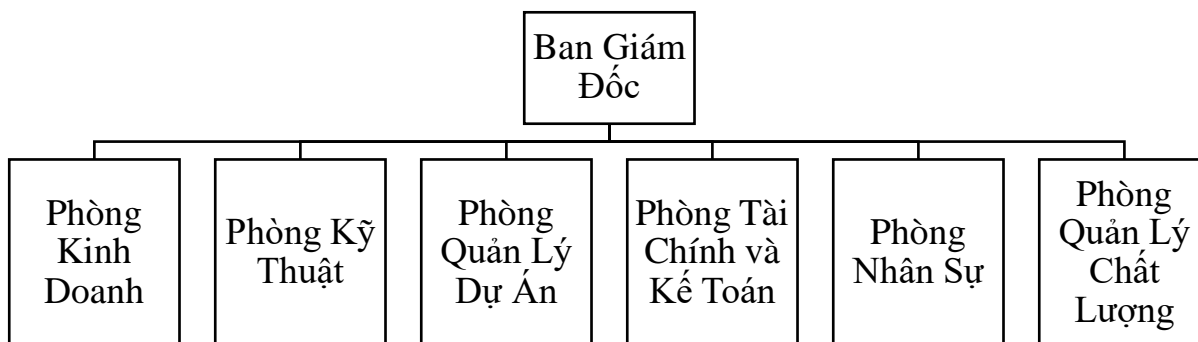 Ban Giám
Đốc
Phòng
Kinh
Doanh
Phòng Kỹ
Thuật
Phòng
Quản Lý
Dự Án
Phòng Tài
Chính và
Kế Toán
Phòng
Nhân Sự
Phòng
Quản Lý
Chất
Lượng